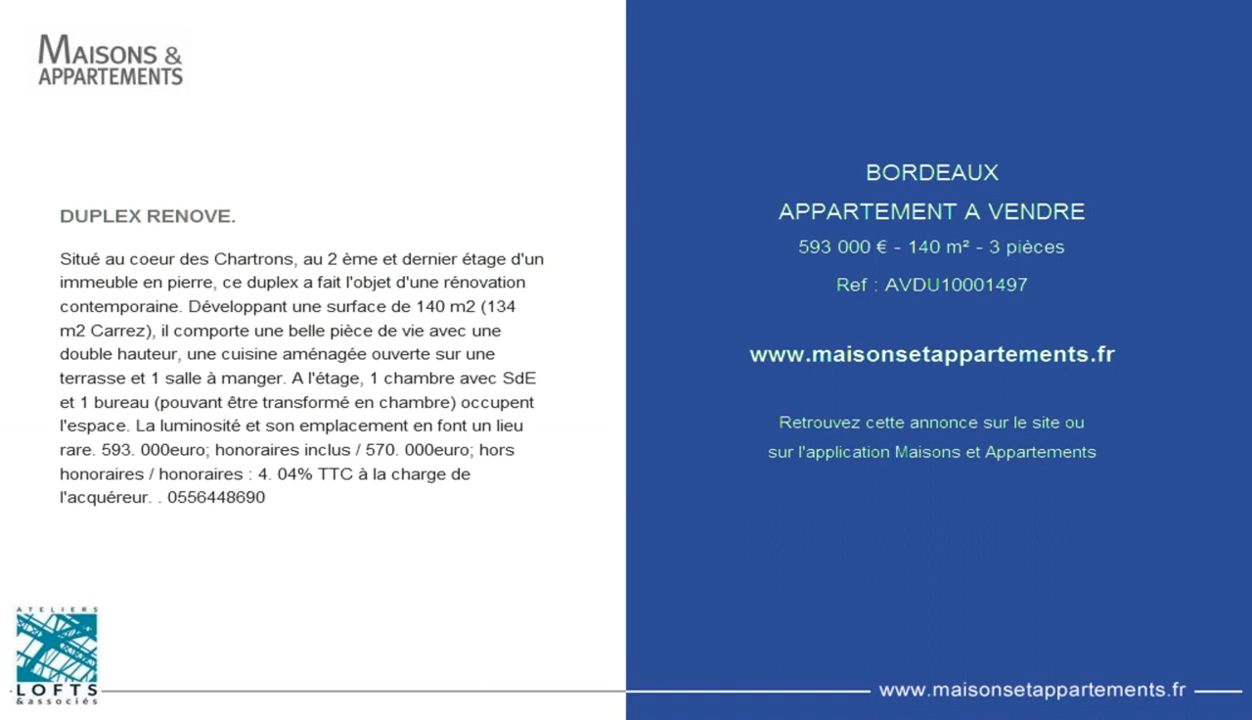 MAISONS &
APPARTEMENTS
DUPLEX RENOVE.
Situé au coeur des Chartrons, au 2 ème et dernier étage d'un
immeuble en pierre, ce duplex a fait l'objet d'une rénovation
contemporaine. Développant une surface de 140 m2 (134
m2 Carrez), il comporte une belle pièce de vie avec une
double hauteur, une cuisine aménagée ouverte sur une
terrasse et 1 salle à manger. A l'étage, 1 chambre avec SdE
et 1 bureau (pouvant être transformé en chambre) occupent
l'espace. La luminosité et son emplacement en font un lieu
rare. 593. 000euro; honoraires inclus / 570. 000euro; hors
honoraires / honoraires : 4. 04% TTC à la charge de
l'acquéreur. . 0556448690
ATELIERS
LOFTS
&associés
BORDEAUX
APPARTEMENT A VENDRE
593 000 € - 140 m² - 3 pièces
Ref : AVDU10001497
www.maisonsetappartements.fr
Retrouvez cette annonce sur le site ou
sur l'application Maisons et Appartements
www.maisonsetappartements.fr